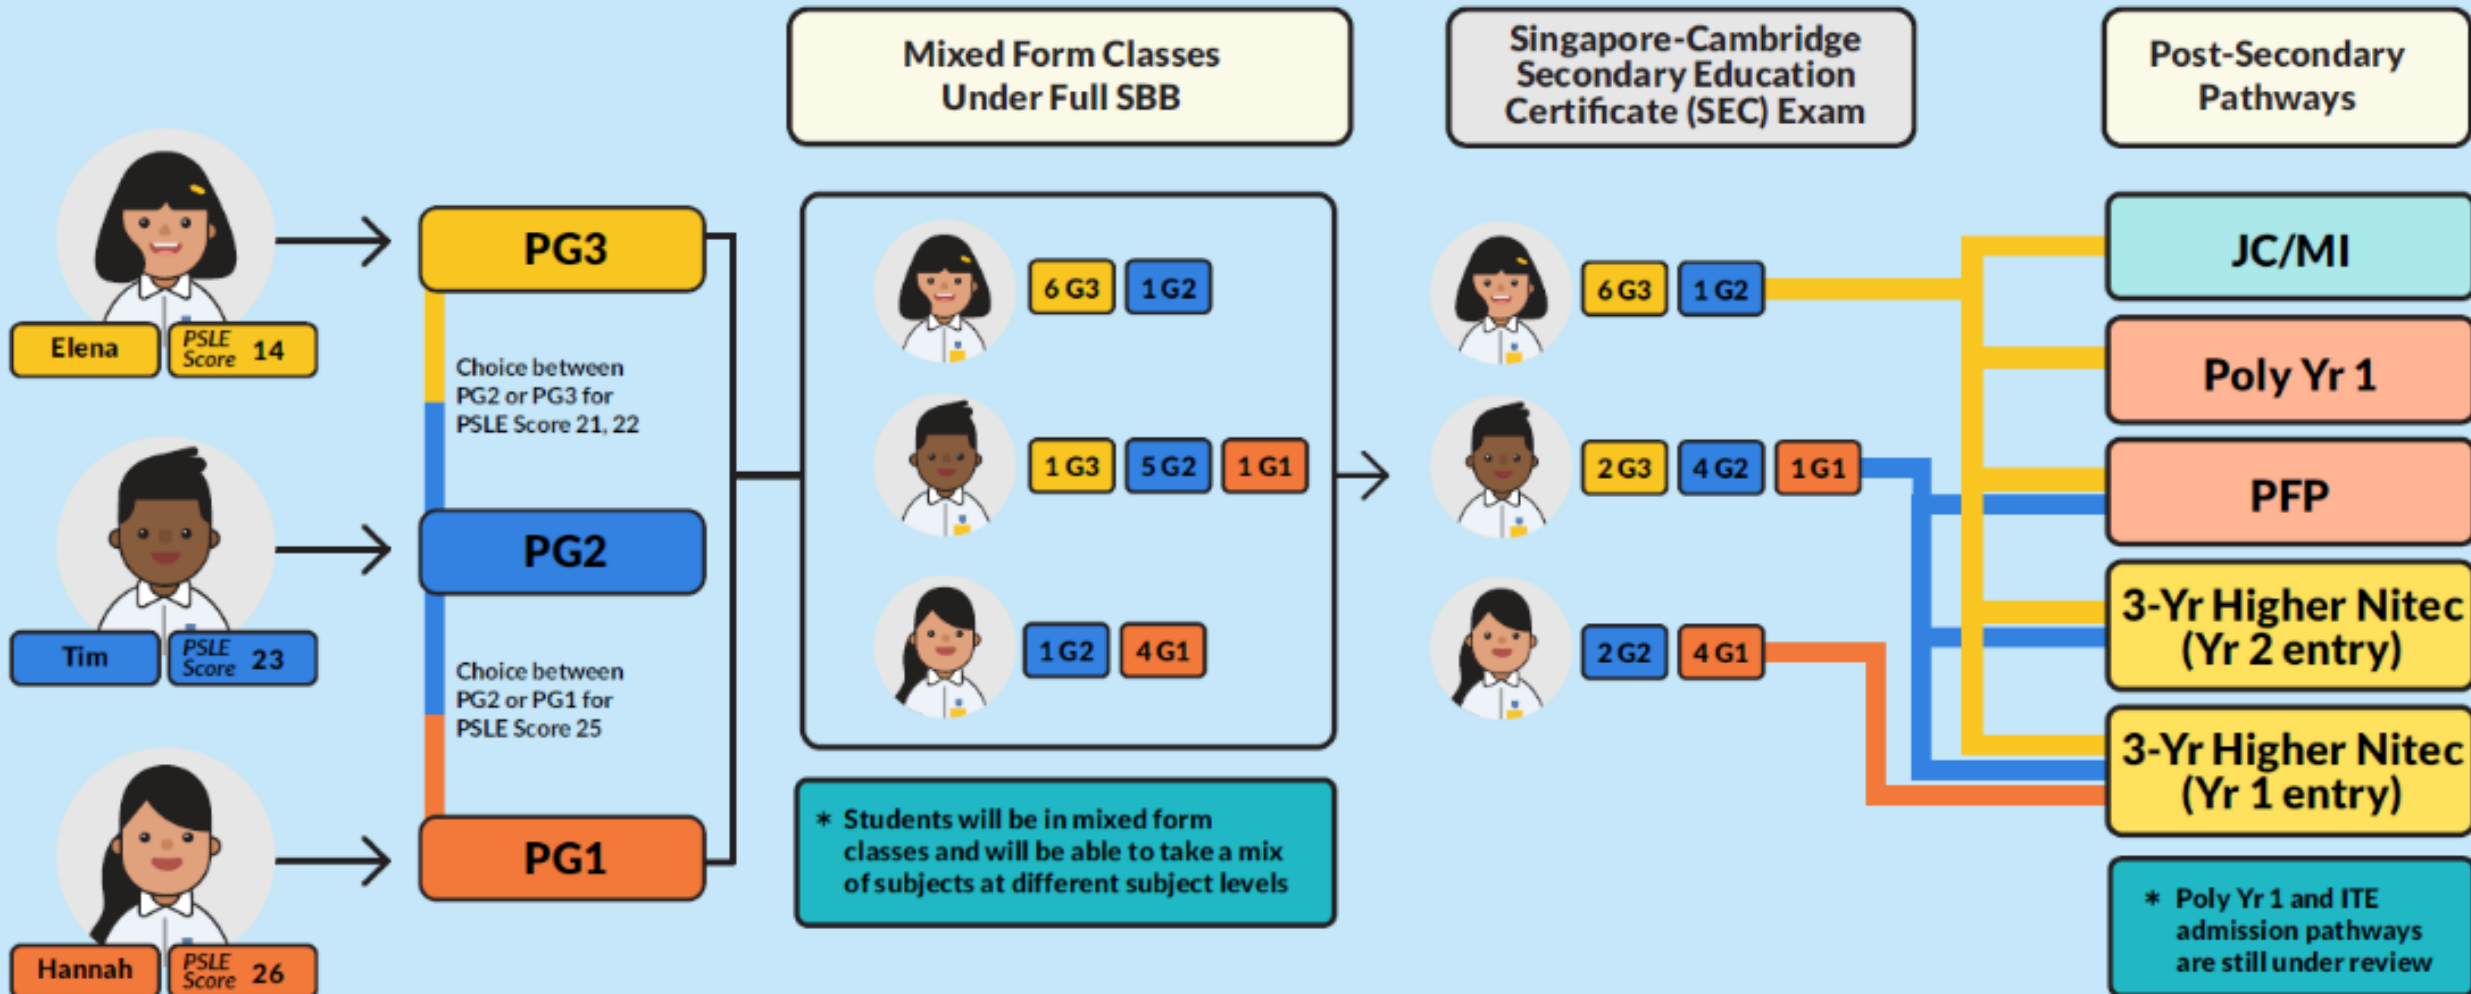 Mixed Form Classes
Under Full SBB
Singapore-Cambridge
Secondary Education
Certificate (SEC) Exam
Post-Secondary
Pathways
Elena
PSLE
Score 14
Tim
PSLE
Score 23
Hannah
PSLE
Score 26
PG3
Choice between
PG2 or PG3 for
PSLE Score 21, 22
PG2
Choice between
PG2 or PG1 for
PSLE Score 25
PG1
6 G3 1 G2
1 G3 5 G2 1 G1
1 G2 4 G1
* Students will be in mixed form
classes and will be able to take a mix
of subjects at different subject levels
6 G3 1 G2
2 G3 4 G2 1 G1
2 G2 4 G1
JC/MI
Poly Yr 1
PFP
3-Yr Higher Nitec
(Yr 2 entry)
3-Yr Higher Nitec
(Yr 1 entry)
* Poly Yr 1 and ITE
admission pathways
are still under review